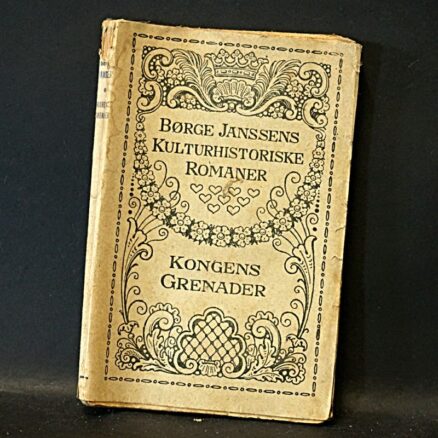 BØRGE JANSSENS
KULTURHISTORISKE
ROMANER
KONGENS
GRENADER